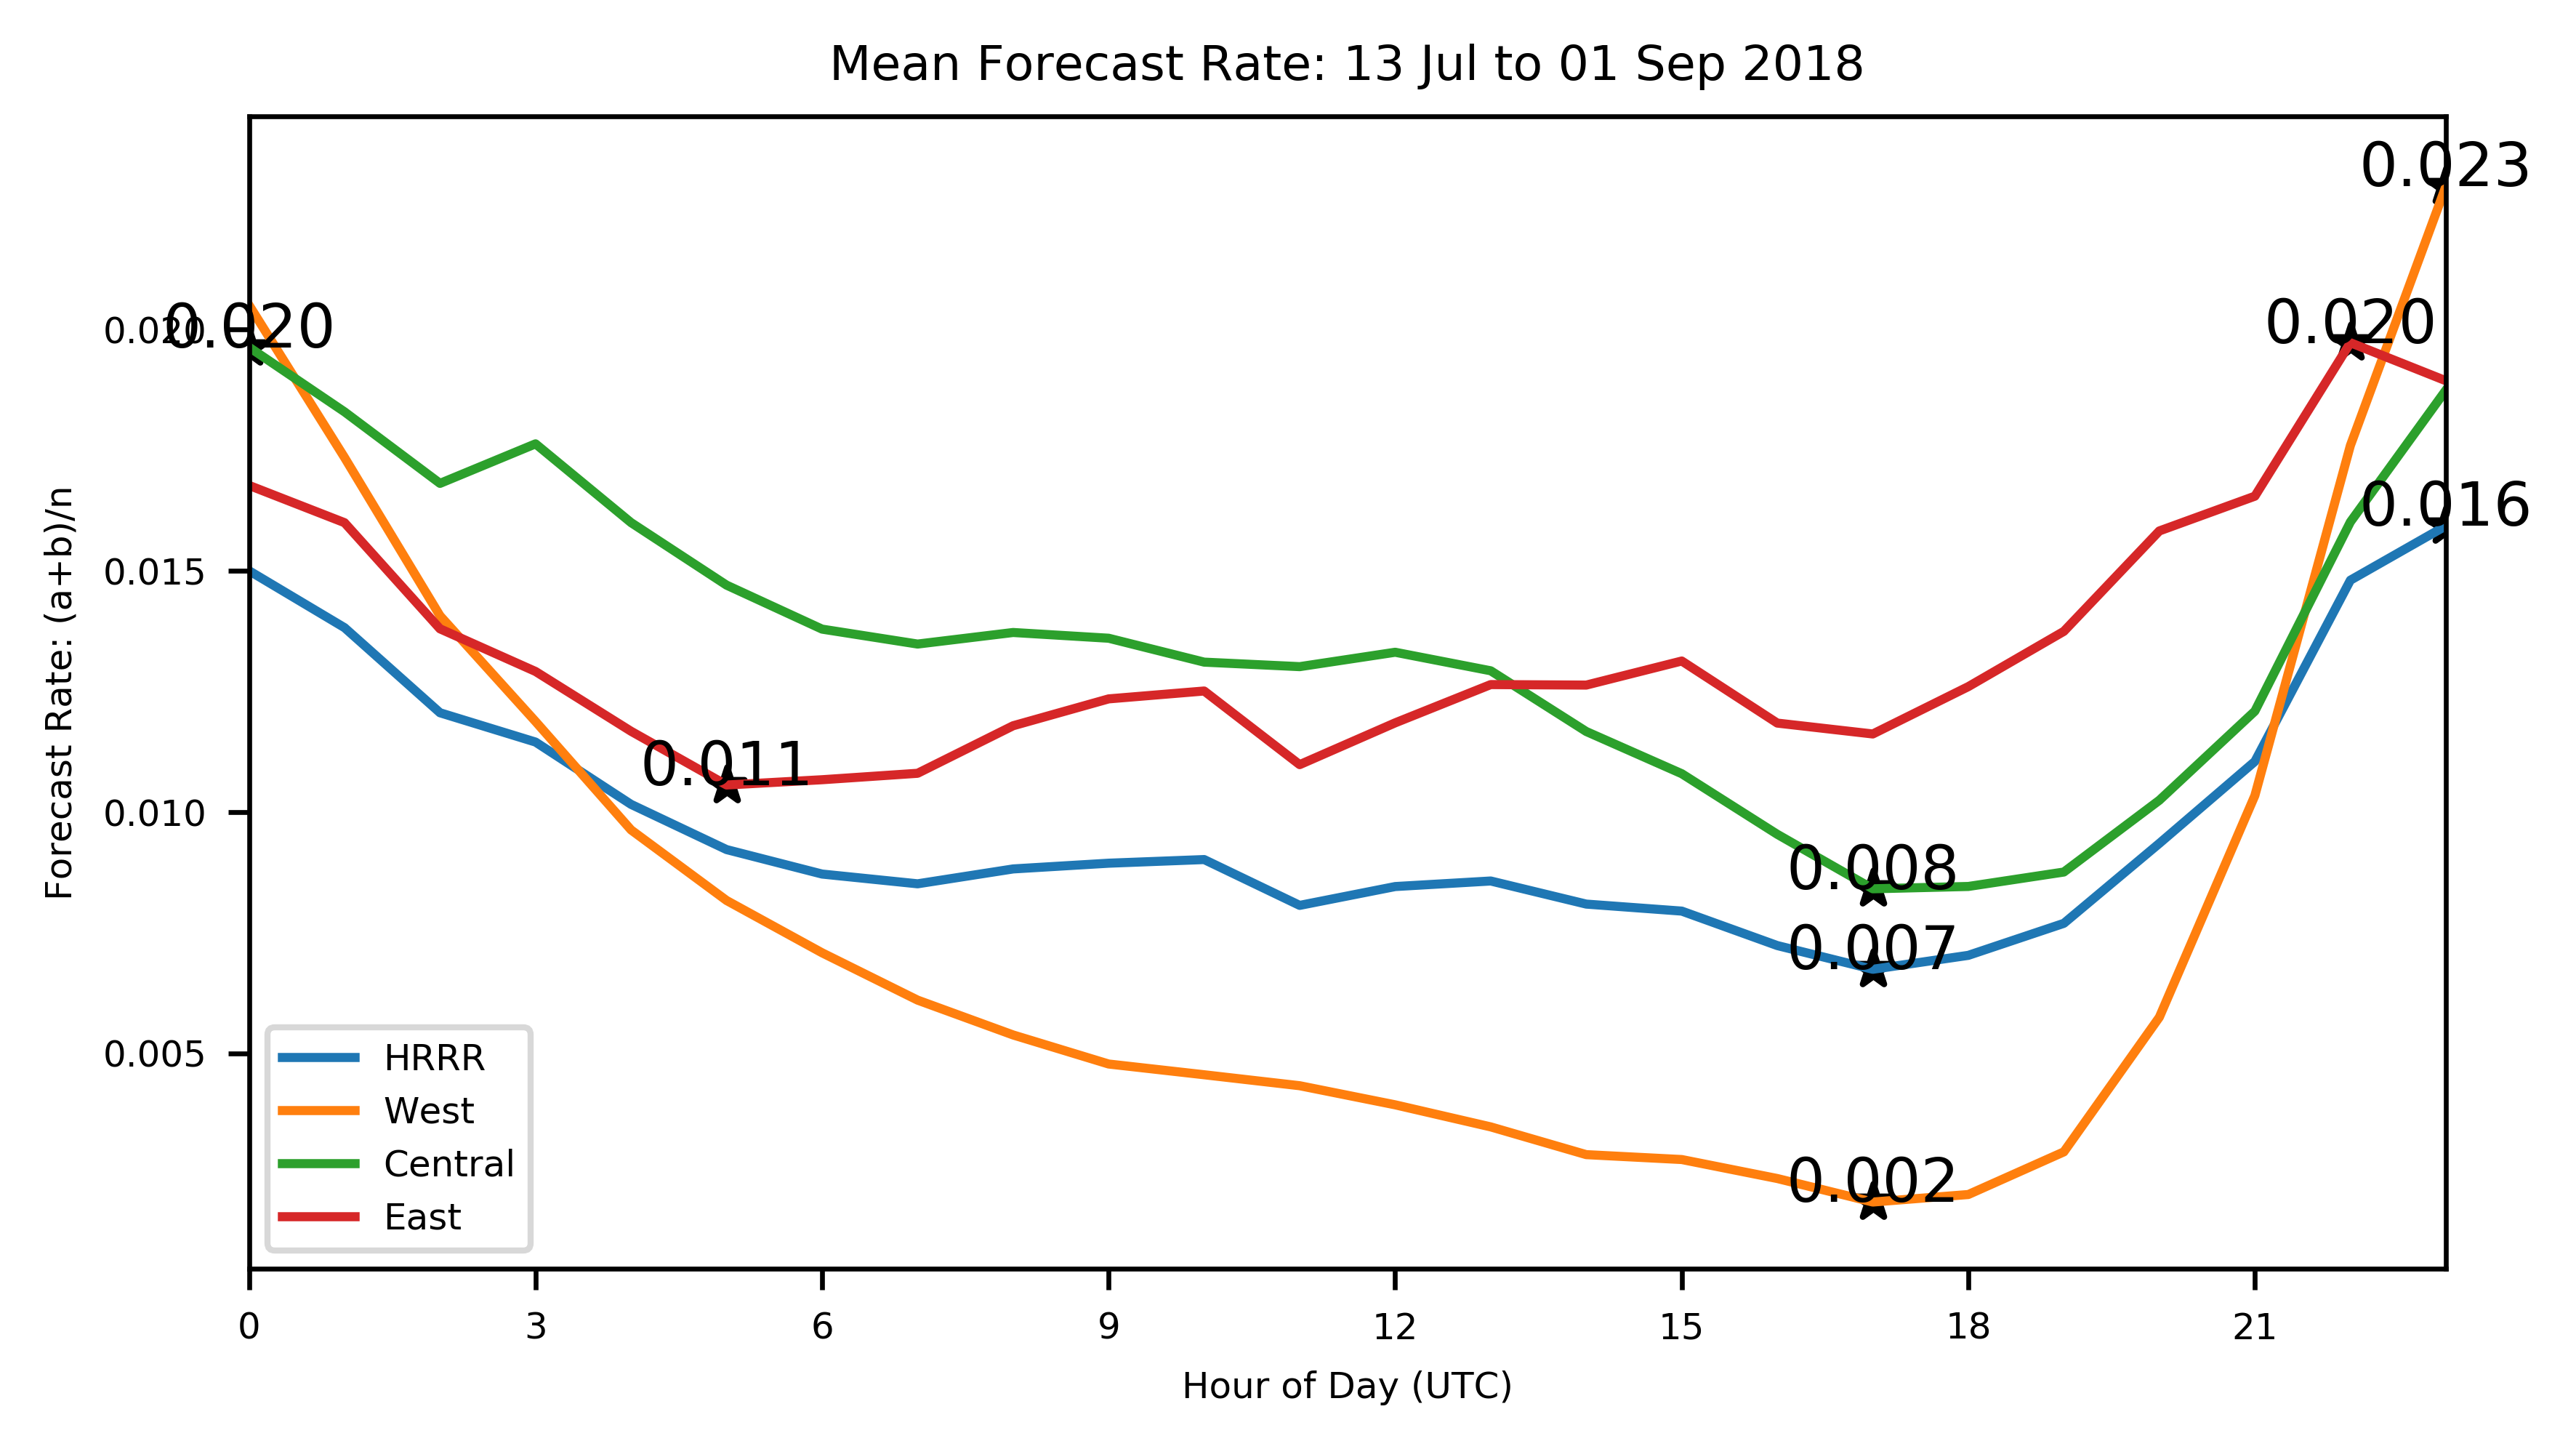 Mean Forecast Rate: 13 Jul to 01 Sep 2018
0.023
0.020
0.020
0.020
0.016
0.015
0.011
0.010
0.008
0.007
0.005
0.002
Forecast Rate: (a+b)/n
HRRR
West
Central
East
0 3 6 9 12 15 18 21
Hour of Day (UTC)